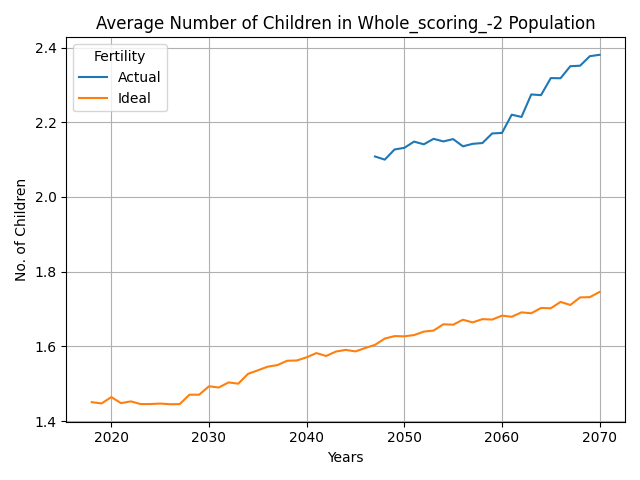 Average Number of Children in Whole_scoring_-2 Population
Fertility
Actual
Ideal
No. of Children
2.4
2.2
2.0
1.8
1.6
1.4
2020 2030 2040 2050 2060 2070
Years